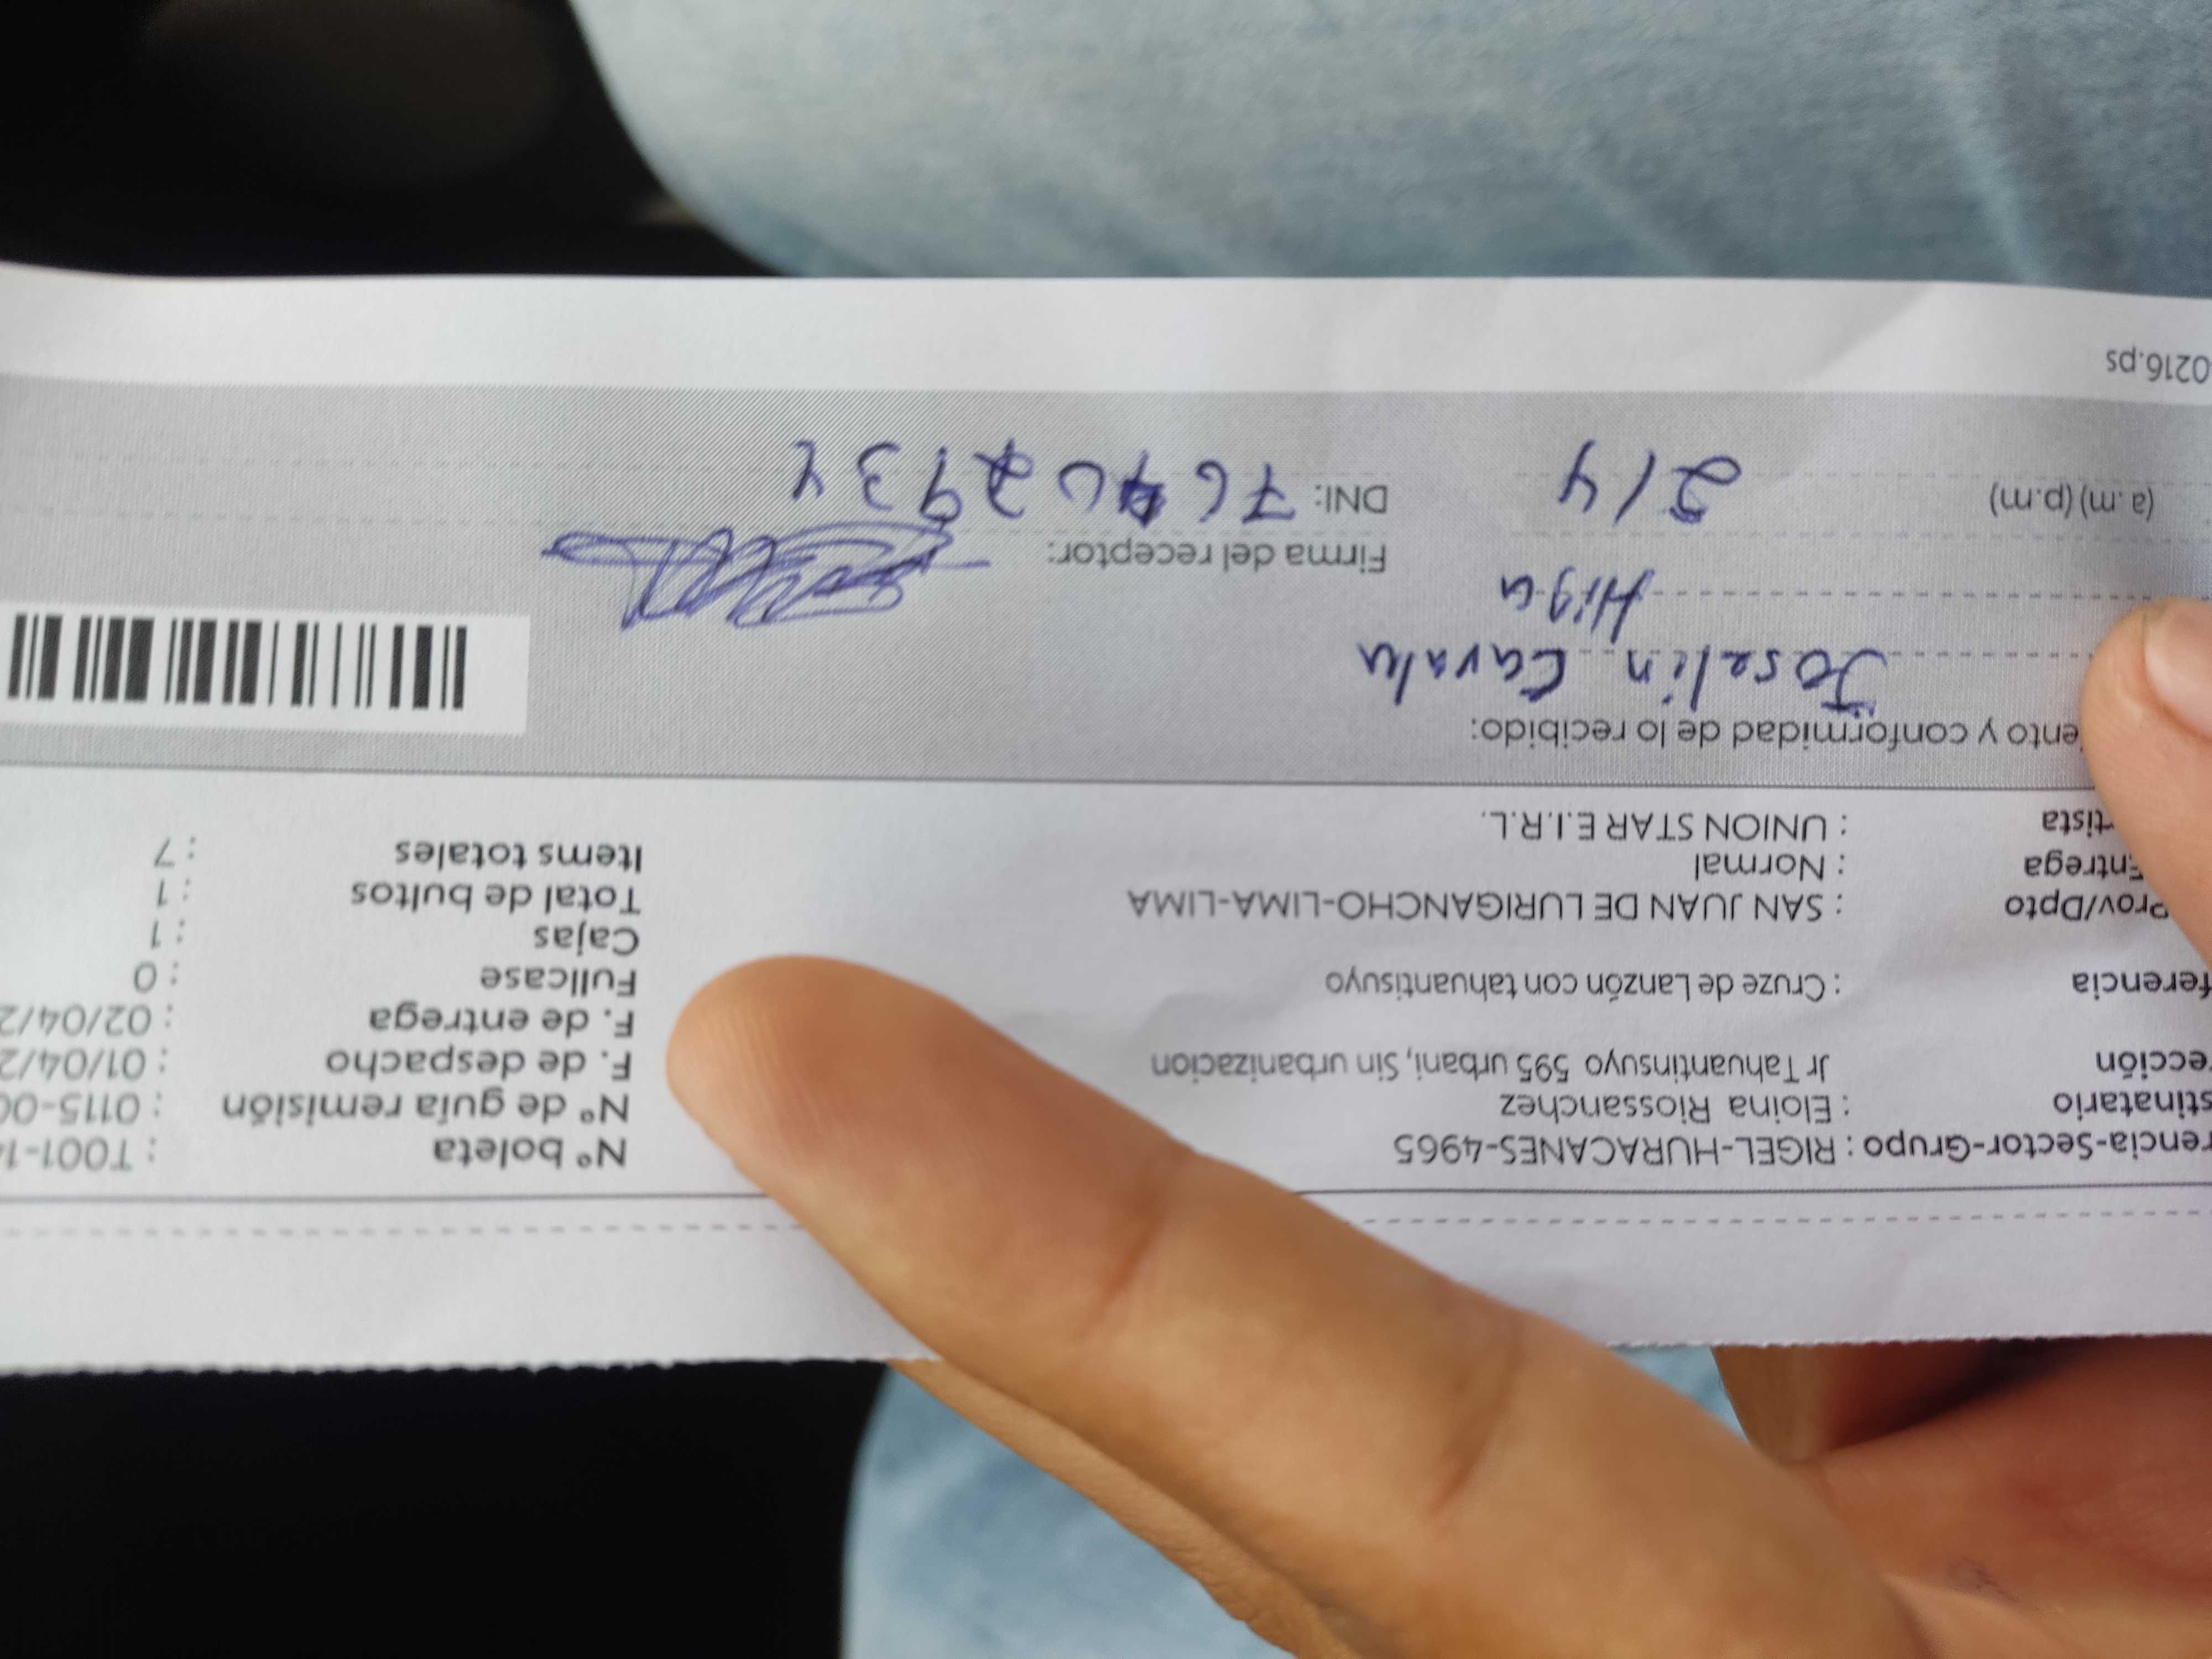 rencia-Sector-Grupo : RIGEL-HURACANES-4965
stinatario : Eloina Riossanchez
ección Jr Tahuantinsuyo 595 urbani, Sin urbanizacion
ferencia : Cruze de Lanzón con tahuantisuyo
Prov/Dpto : SAN JUAN DE LURIGANCHO-LIMA-LIMA
Entrega : Normal
rtista : UNION STAR E.I.R.L.
N° boleta : T001-1
N° de guía remisión : 0115-00
F. de despacho : 01/04/2
F. de entrega : 02/04/2
Fullcase : 0
Cajas : 1
Total de bultos : 1
Items totales : 7
ento y conformidad de lo recibido:
Joselin
Hija
Firma del receptor:
(a.m) (p.m) 2/4
DNI:
0216.ps